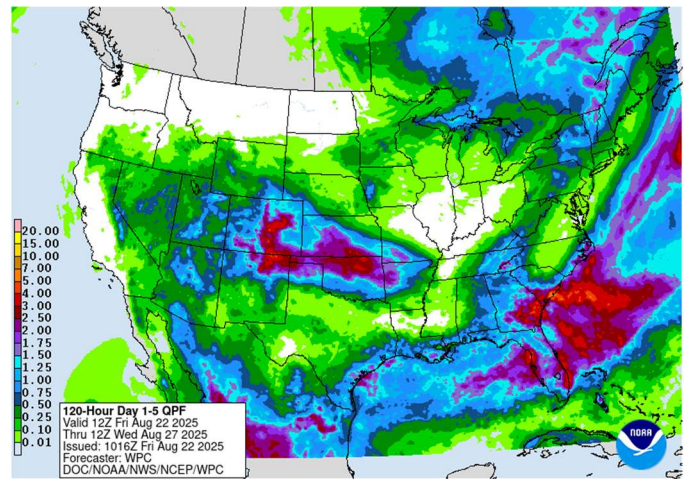 20.00
15.00
10.00
7.00
5.00
4.00
3.00
2.50
2.00
1.75
1.50
1.25
1.00
0.75
0.50
0.25
0.10
0.01
120-Hour Day 1-5 QPF
Valid 12Z Fri Aug 22 2025
Thru 12Z Wed Aug 27 2025
Issued: 1016Z Fri Aug 22 2025
Forecaster: WPC
DOC/NOAA/NWS/NCEP/WPC
NOAA